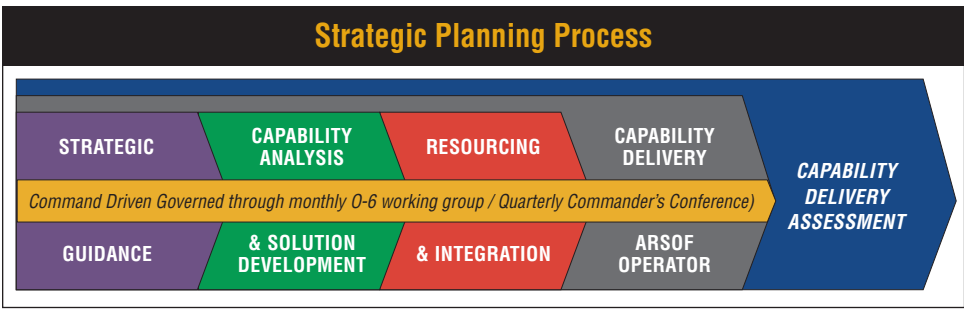 Strategic Planning Process
STRATEGIC
CAPABILITY
ANALYSIS
RESOURCING
CAPABILITY
DELIVERY
Command Driven Governed through monthly O-6 working group / Quarterly Commander's Conference)
GUIDANCE
& SOLUTION
DEVELOPMENT
& INTEGRATION
ARSOF
OPERATOR
CAPABILITY
DELIVERY
ASSESSMENT